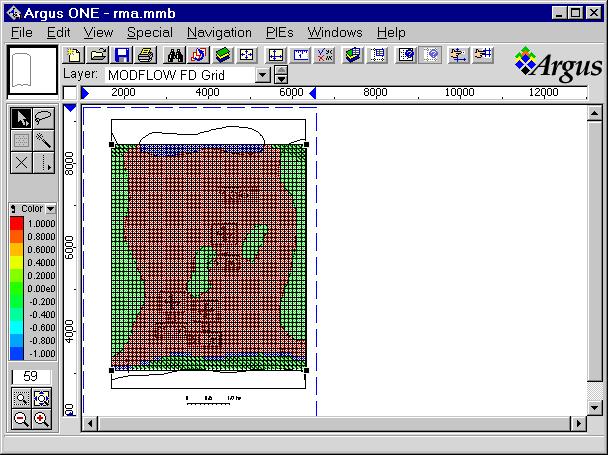 Argus ONE - rma.mmb
File Edit View Special Navigation PIEs Windows Help
Layer: MODFLOW FD Grid
Argus
2000 4000 6000 8000 10000 12000
8000
6000
4000
Color
1.0000
0.8000
0.6000
0.4000
0.2000
0.00e0
-0.200
-0.400
-0.600
-0.800
-1.000
59